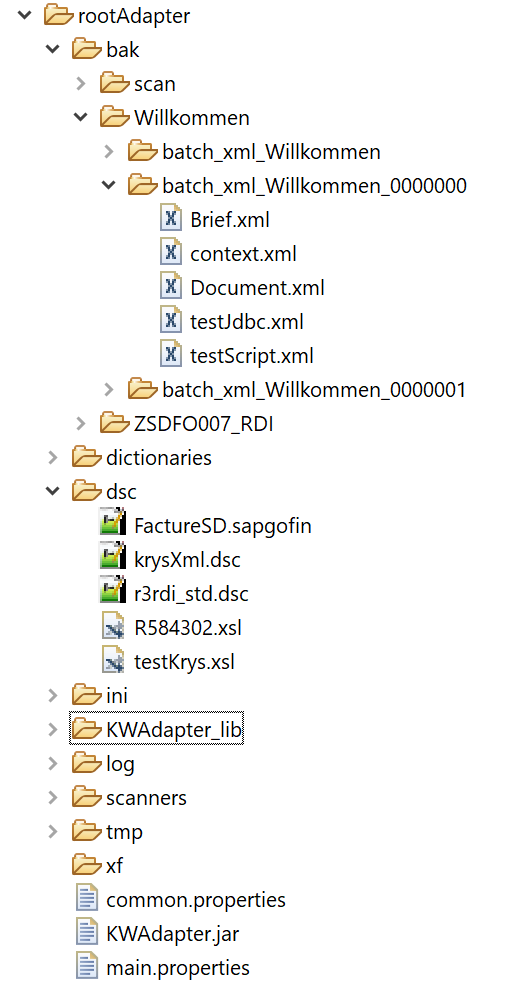 rootAdapter
bak
scan
Willkommen
batch_xml_Willkommen
batch_xml_Willkommen_0000000
Brief.xml
context.xml
Document.xml
testJdbc.xml
testScript.xml
batch_xml_Willkommen_0000001
ZSDFO007_RDI
dictionaries
dsc
FactureSD.sapgofin
krysXml.dsc
r3rdi_std.dsc
R584302.xsl
testKrys.xsl
ini
KWAdapter_lib
log
scanners
tmp
xf
common.properties
KWAdapter.jar
main.properties